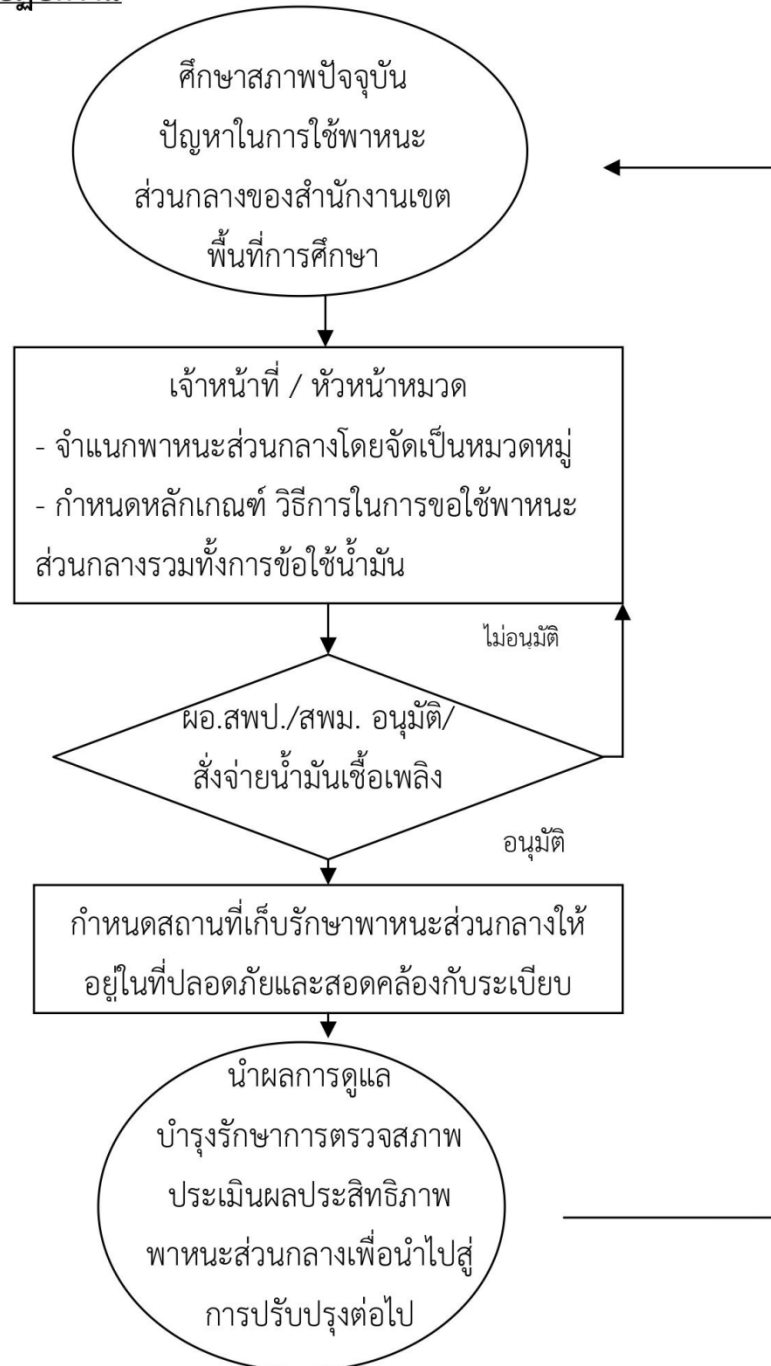 ศึกษาสภาพปัจจุบัน
ปัญหาในการใช้พาหนะ
ส่วนกลางของสำนักงานเขต
พื้นที่การศึกษา
เจ้าหน้าที่ / หัวหน้าหมวด
- จำแนกพาหนะส่วนกลางโดยจัดเป็นหมวดหมู่
- กำหนดหลักเกณฑ์ วิธีการในการขอใช้พาหนะ
ส่วนกลางรวมทั้งการข้อใช้น้ำมัน
ไม่อนุมัติ
ผอ.สพป./สพม. อนุมัติ/
สั่งจ่ายน้ำมันเชื้อเพลิง
อนุมัติ
กำหนดสถานที่เก็บรักษาพาหนะส่วนกลางให้
อยู่ในที่ปลอดภัยและสอดคล้องกับระเบียบ
นำผลการดูแล
บำรุงรักษาการตรวจสภาพ
ประเมินผลประสิทธิภาพ
พาหนะส่วนกลางเพื่อนำไปสู่
การปรับปรุงต่อไป